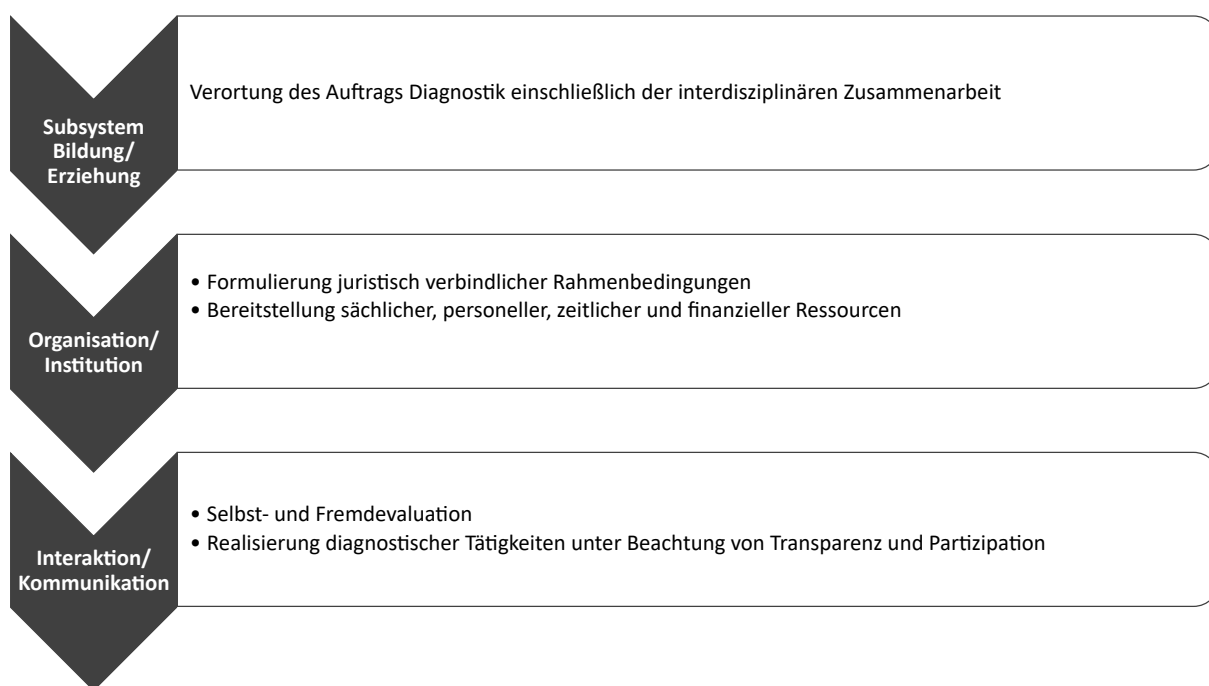 Subsystem
Bildung/
Erziehung
Verortung des Auftrags Diagnostik einschließlich der interdisziplinären Zusammenarbeit
Organisation/
Institution
• Formulierung juristisch verbindlicher Rahmenbedingungen
• Bereitstellung sächlicher, personeller, zeitlicher und finanzieller Ressourcen
Interaktion/
Kommunikation
• Selbst- und Fremdevaluation
• Realisierung diagnostischer Tätigkeiten unter Beachtung von Transparenz und Partizipation